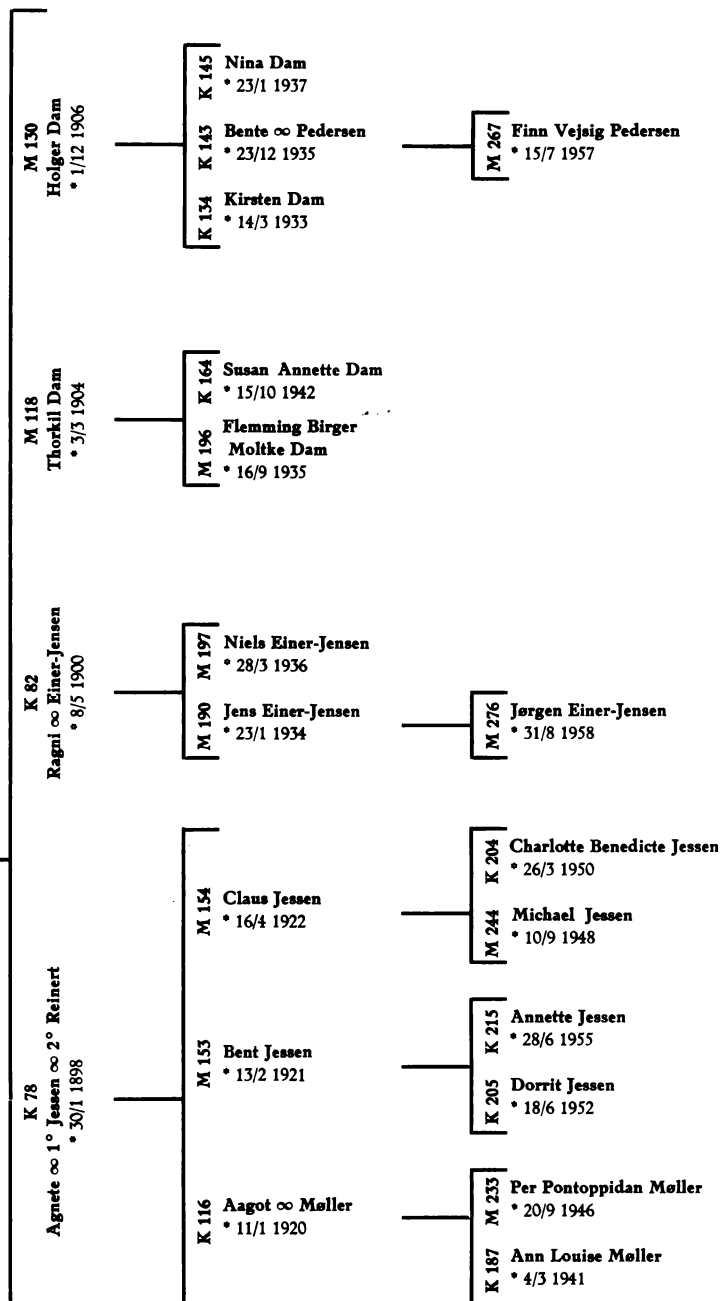 M 130
Holger Dam
* 1/12 1906
K 145
Nina Dam
* 23/1 1937
K 143
Bente ∞ Pedersen
* 23/12 1935
K 134
Kirsten Dam
* 14/3 1933
M 267
Finn Vejsig Pedersen
* 15/7 1957
M 118
Thorkil Dam
* 3/3 1904
K 164
Susan Annette Dam
* 15/10 1942
M 196
Flemming Birger
Moltke Dam
* 16/9 1935
K 82
Ragni ∞ Einer-Jensen
* 8/5 1900
M 197
Niels Einer-Jensen
* 28/3 1936
M 190
Jens Einer-Jensen
* 23/1 1934
M 276
Jørgen Einer-Jensen
* 31/8 1958
K 78
Agnete ∞ 1° Jessen ∞ 2° Reinert
* 30/1 1898
M 154
Claus Jessen
* 16/4 1922
K 204
Charlotte Benedicte Jessen
* 26/3 1950
M 244
Michael Jessen
* 10/9 1948
M 153
Bent Jessen
* 13/2 1921
K 215
Annette Jessen
* 28/6 1955
K 205
Dorrit Jessen
* 18/6 1952
K 116
Aagot ∞ Møller
* 11/1 1920
M 233
Per Pontoppidan Møller
* 20/9 1946
K 187
Ann Louise Møller
* 4/3 1941